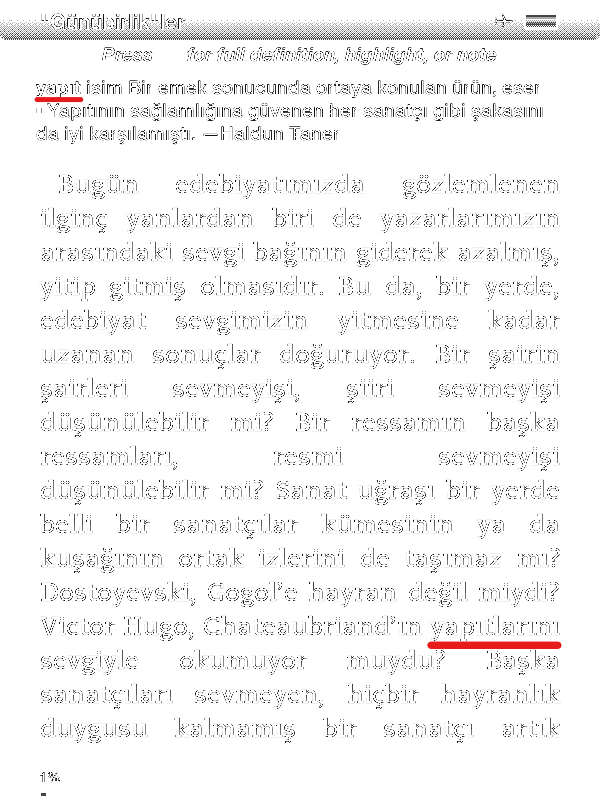 "Günübirlik"ler
Press for full definition, highlight, or note
yapıt isim Bir emek sonucunda ortaya konulan ürün, eser
▪ Yapıtının sağlamlığına güvenen her sanatçı gibi şakasını
da iyi karşılamıştı. —Haldun Taner
Bugün edebiyatımızda gözlemlenen
ilginç yanlardan biri de yazarlarımızın
arasındaki sevgi bağının giderek azalmış,
yitip gitmiş olmasıdır. Bu da, bir yerde,
edebiyat sevgimizin yitmesine kadar
uzanan sonuçlar doğuruyor. Bir şairin
şairleri sevmeyişi, şiiri sevmeyişi
düşünülebilir mi? Bir ressamın başka
ressamları, resmi sevmeyişi
düşünülebilir mi? Sanat uğraşı bir yerde
belli bir sanatçılar kümesinin ya da
kuşağının ortak izlerini de taşımaz mı?
Dostoyevski, Gogol'e hayran değil miydi?
Victor Hugo, Chateaubriand'ın yapıtlarını
sevgiyle okumuyor muydu? Başka
sanatçıları sevmeyen, hiçbir hayranlık
duygusu kalmamış bir sanatçı artık
1%